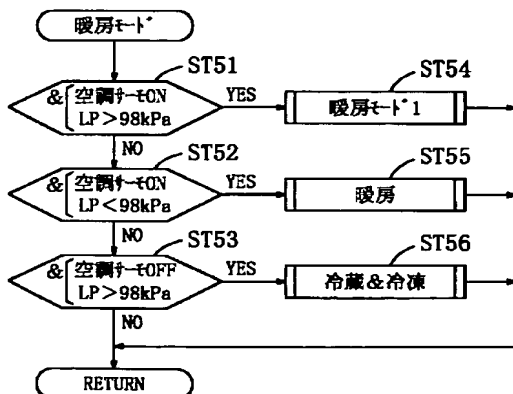 暖房ﾓｰﾄﾞ
ST51
&
空調ｻｰﾓON
LP＞98kPa
YES
ST54
暖房ﾓｰﾄﾞ1
NO
ST52
&
空調ｻｰﾓON
LP＜98kPa
YES
ST55
暖房
NO
ST53
&
空調ｻｰﾓOFF
LP＞98kPa
YES
ST56
冷蔵&冷凍
NO
RETURN